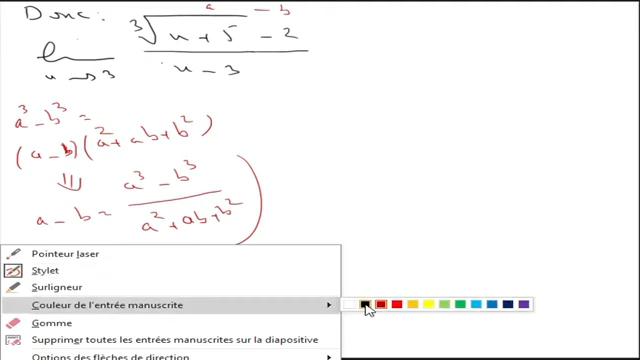 Donc:
a - b
lim ∛(x + 5) - 2
x → 3 x - 3
a³ - b³ =
(a - b)(a² + ab + b²)
⇓ a³ - b³
a - b = a² + ab + b²
Pointeur laser
Stylet
Surligneur
Couleur de l'entrée manuscrite
Gomme
Supprimer toutes les entrées manuscrites sur la diapositive
Options des flèches de direction